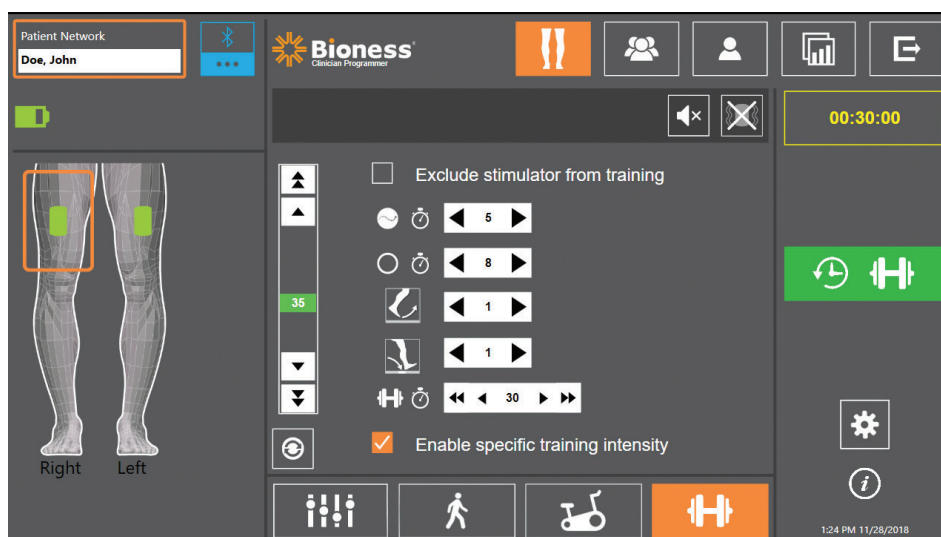 Patient Network
Doe, John
Bioness
Clinician Programmer
00:30:00
Exclude stimulator from training
5
8
35
1
1
30
Enable specific training intensity
Right Left
i
1:24 PM 11/28/2018